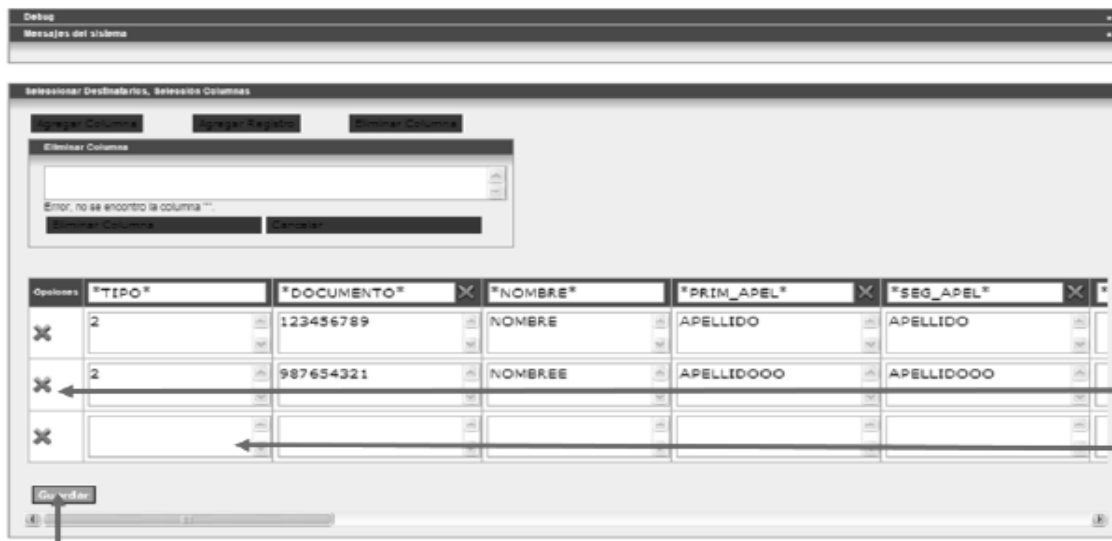 Debug
Mensajes del sistema
Seleccionar Destinatarios, Selección Columnas
Agregar Columna Agregar Registro Eliminar Columna
Eliminar Columna
Error, no se encontro la columna "".
Eliminar Columna Cancelar
Opciones *TIPO* *DOCUMENTO* *NOMBRE* *PRIM_APEL* *SEG_APEL* *
2 123456789 NOMBRE APELLIDO APELLIDO
2 987654321 NOMBREE APELLIDOOO APELLIDOOO
Guardar